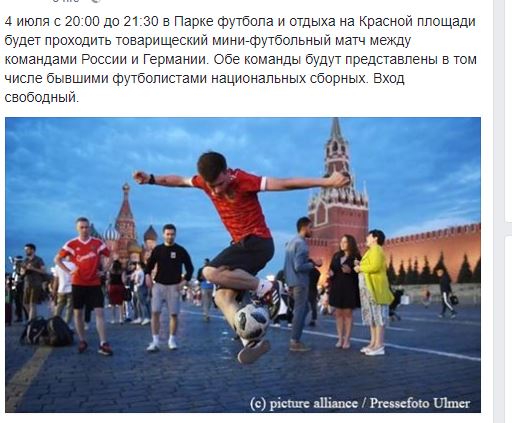 4 июля с 20:00 до 21:30 в Парке футбола и отдыха на Красной площади
будет проходить товарищеский мини-футбольный матч между
командами России и Германии. Обе команды будут представлены в том
числе бывшими футболистами национальных сборных. Вход
свободный.
(c) picture alliance / Pressefoto Ulmer